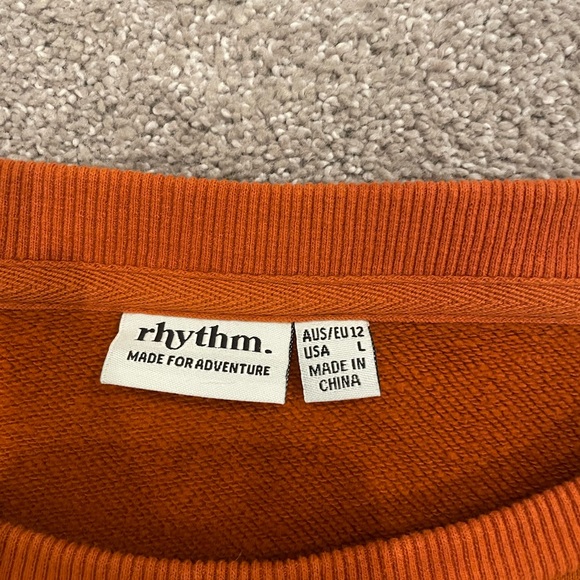 rhythm.
MADE FOR ADVENTURE
AUS/EU 12
USA L
MADE IN
CHINA